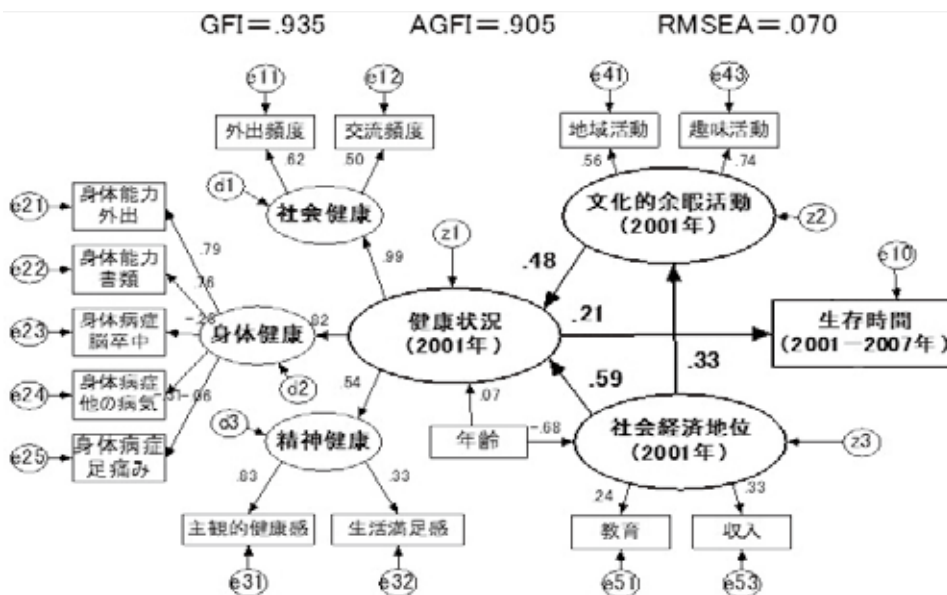 GFI=.935 AGFI=.905 RMSEA=.070
e11
e12
e41
e43
外出頻度
交流頻度
地域活動
趣味活動
.62
.50
.56
.74
d1
社会健康
文化的余暇活動
(2001年)
z2
e21
身体能力
外出
.79
e22
身体能力
書類
.76
z1
.99
.48
e10
e23
身体病症
脳卒中
身体健康
.82
健康状況
(2001年)
.21
生存時間
(2001-2007年)
e24
身体病症
他の病気
-.06
d2
.54
.59
.33
e25
身体病症
足痛み
d3
精神健康
.07
年齢
-.68
社会経済地位
(2001年)
z3
.83
.33
.24
.33
主観的健康感
生活満足感
教育
収入
e31
e32
e51
e53